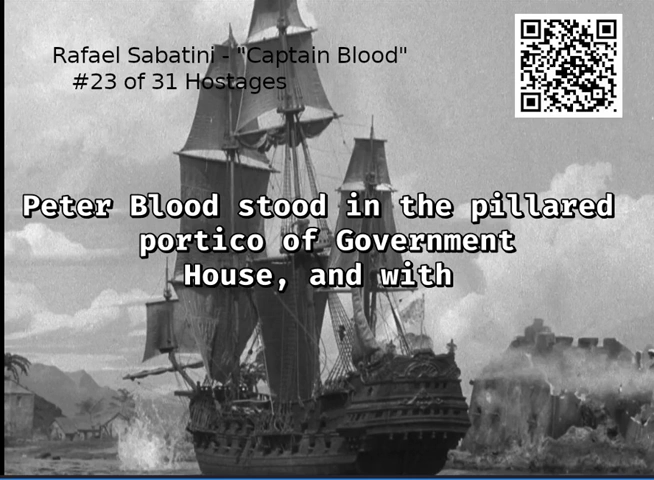 Rafael Sabatini - "Captain Blood"
#23 of 31 Hostages
Peter Blood stood in the pillared
portico of Government
House, and with